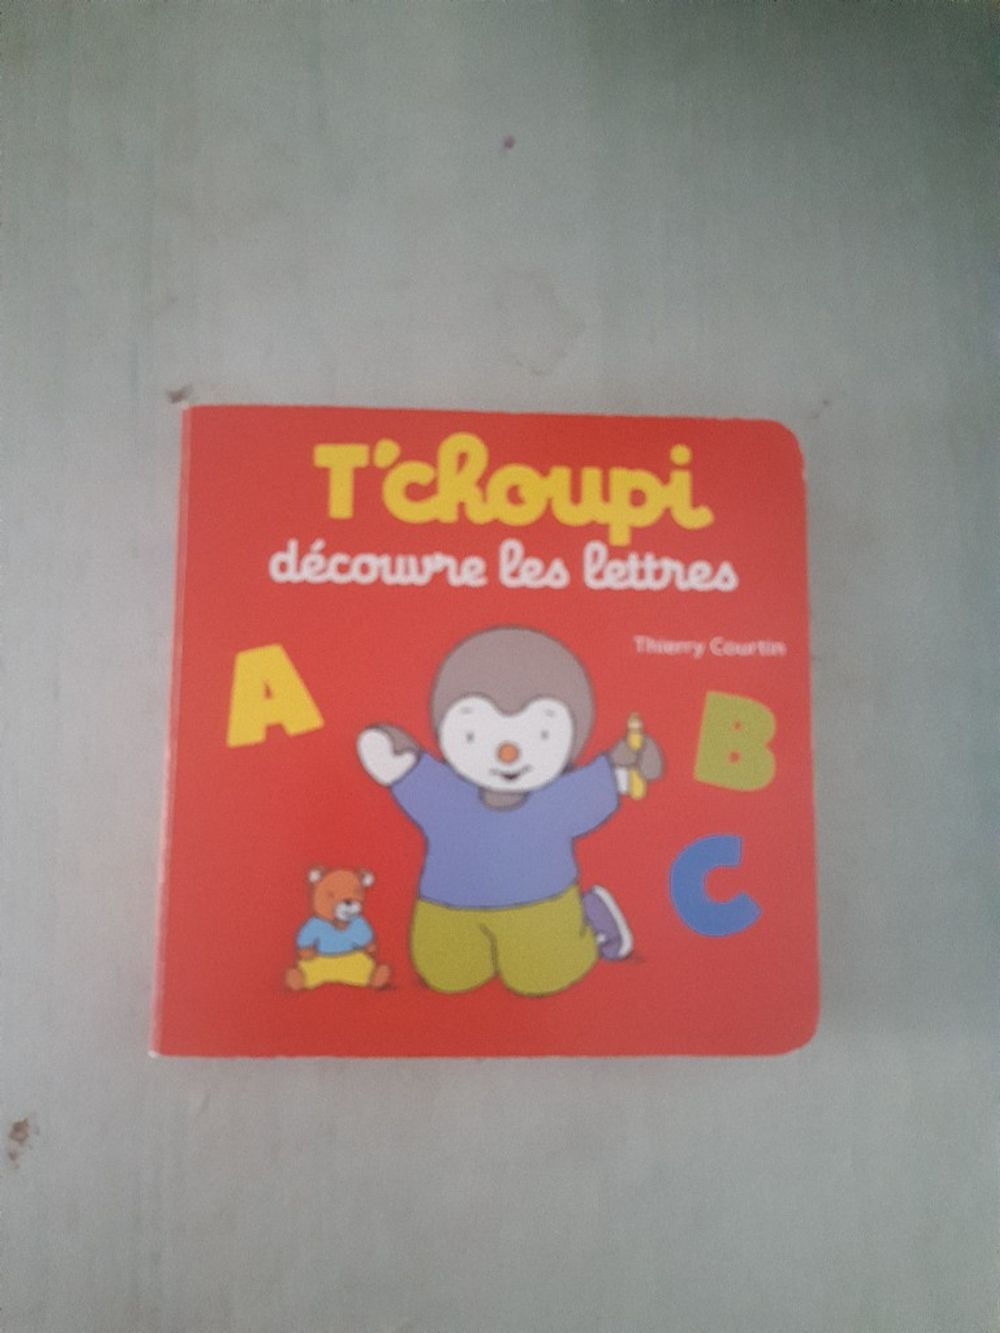 T'choupi
découvre les lettres
Thierry Courtin
A
B
C